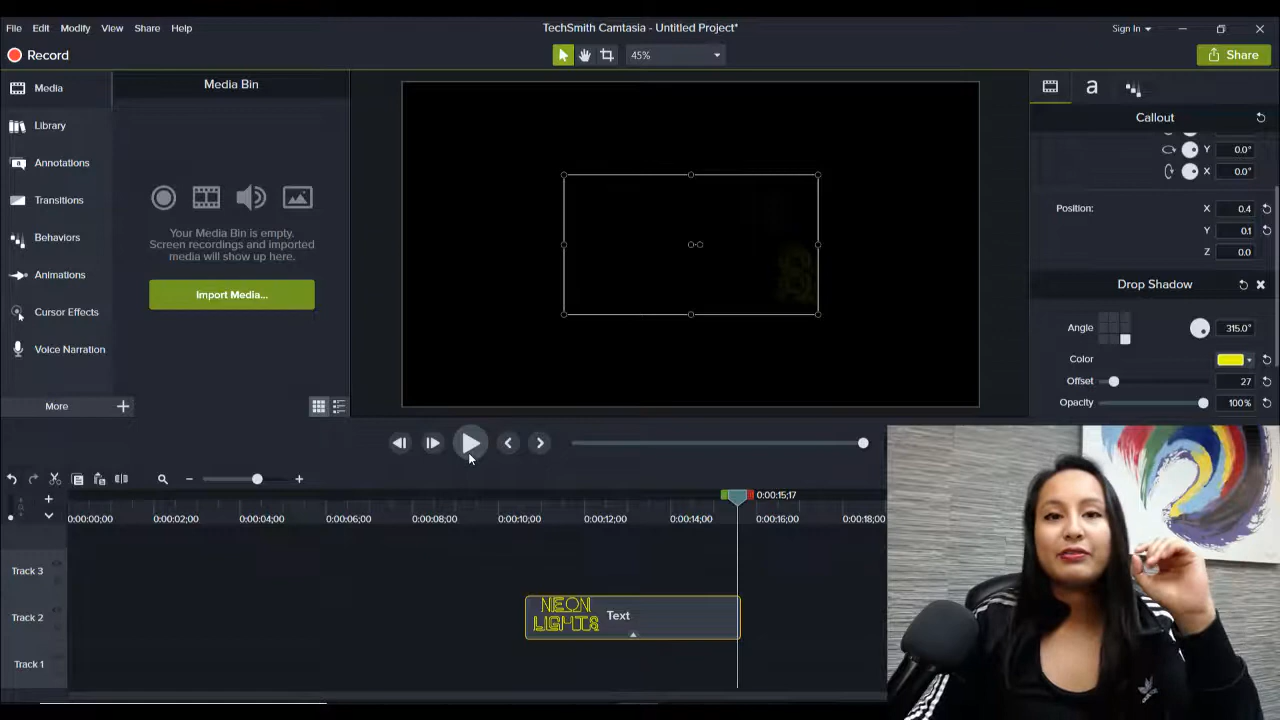 File Edit Modify View Share Help
TechSmith Camtasia - Untitled Project*
Sign In
Record
45%
Share
Media
Library
Annotations
Transitions
Behaviors
Animations
Cursor Effects
Voice Narration
More +
Media Bin
Your Media Bin is empty.
Screen recordings and imported
media will show up here.
Import Media...
a
Callout
Y 0.0°
X 0.0°
Position: X 0.4
Y 0.1
Z 0.0
Drop Shadow
Angle 315.0°
Color
Offset 27
Opacity 100%
0:00:15;17
0:00:00;00 0:00:02;00 0:00:04;00 0:00:06;00 0:00:08;00 0:00:10;00 0:00:12;00 0:00:14;00 0:00:16;00 0:00:18;00
Track 3
Track 2
NEON
LIGHTS
Text
Track 1